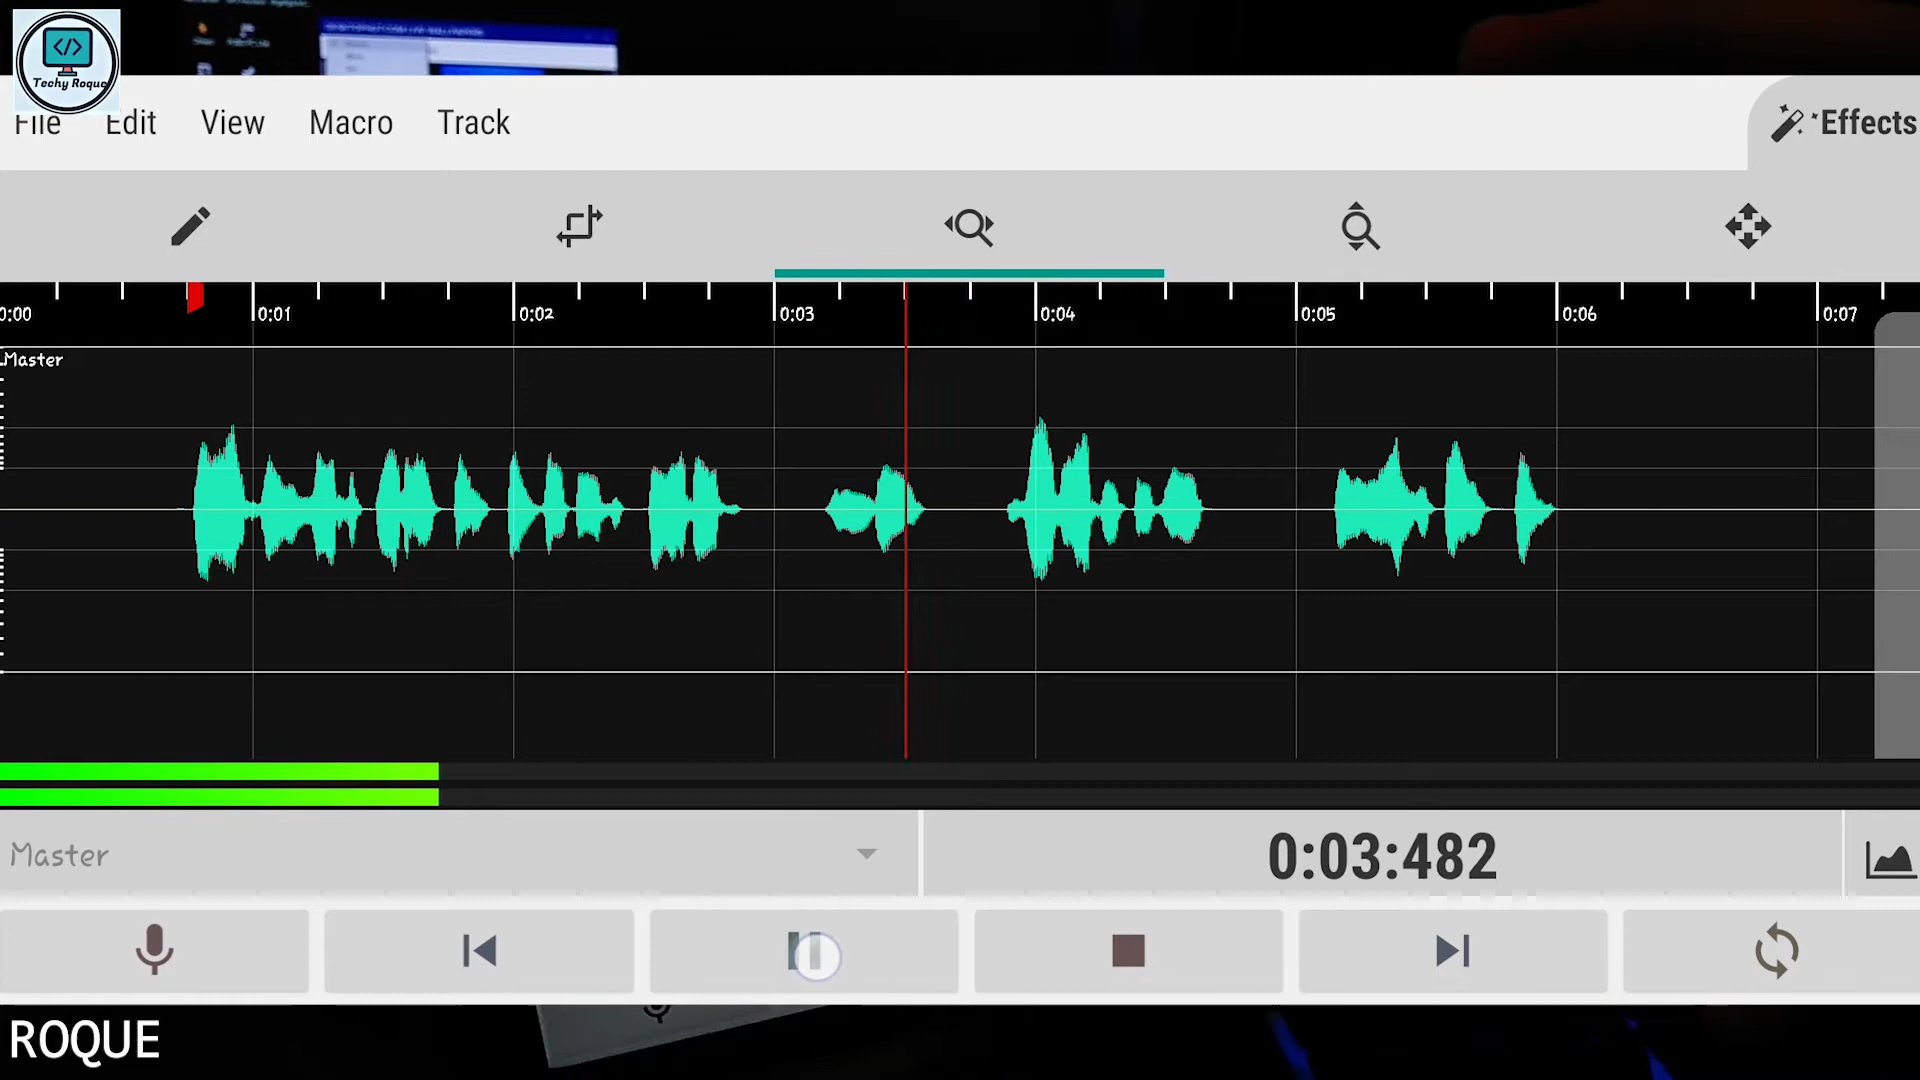 </>
Techy Roque
File Edit View Macro Track Effects
0:00 0:01 0:02 0:03 0:04 0:05 0:06 0:07
Master
Master 0:03:482
ROQUE